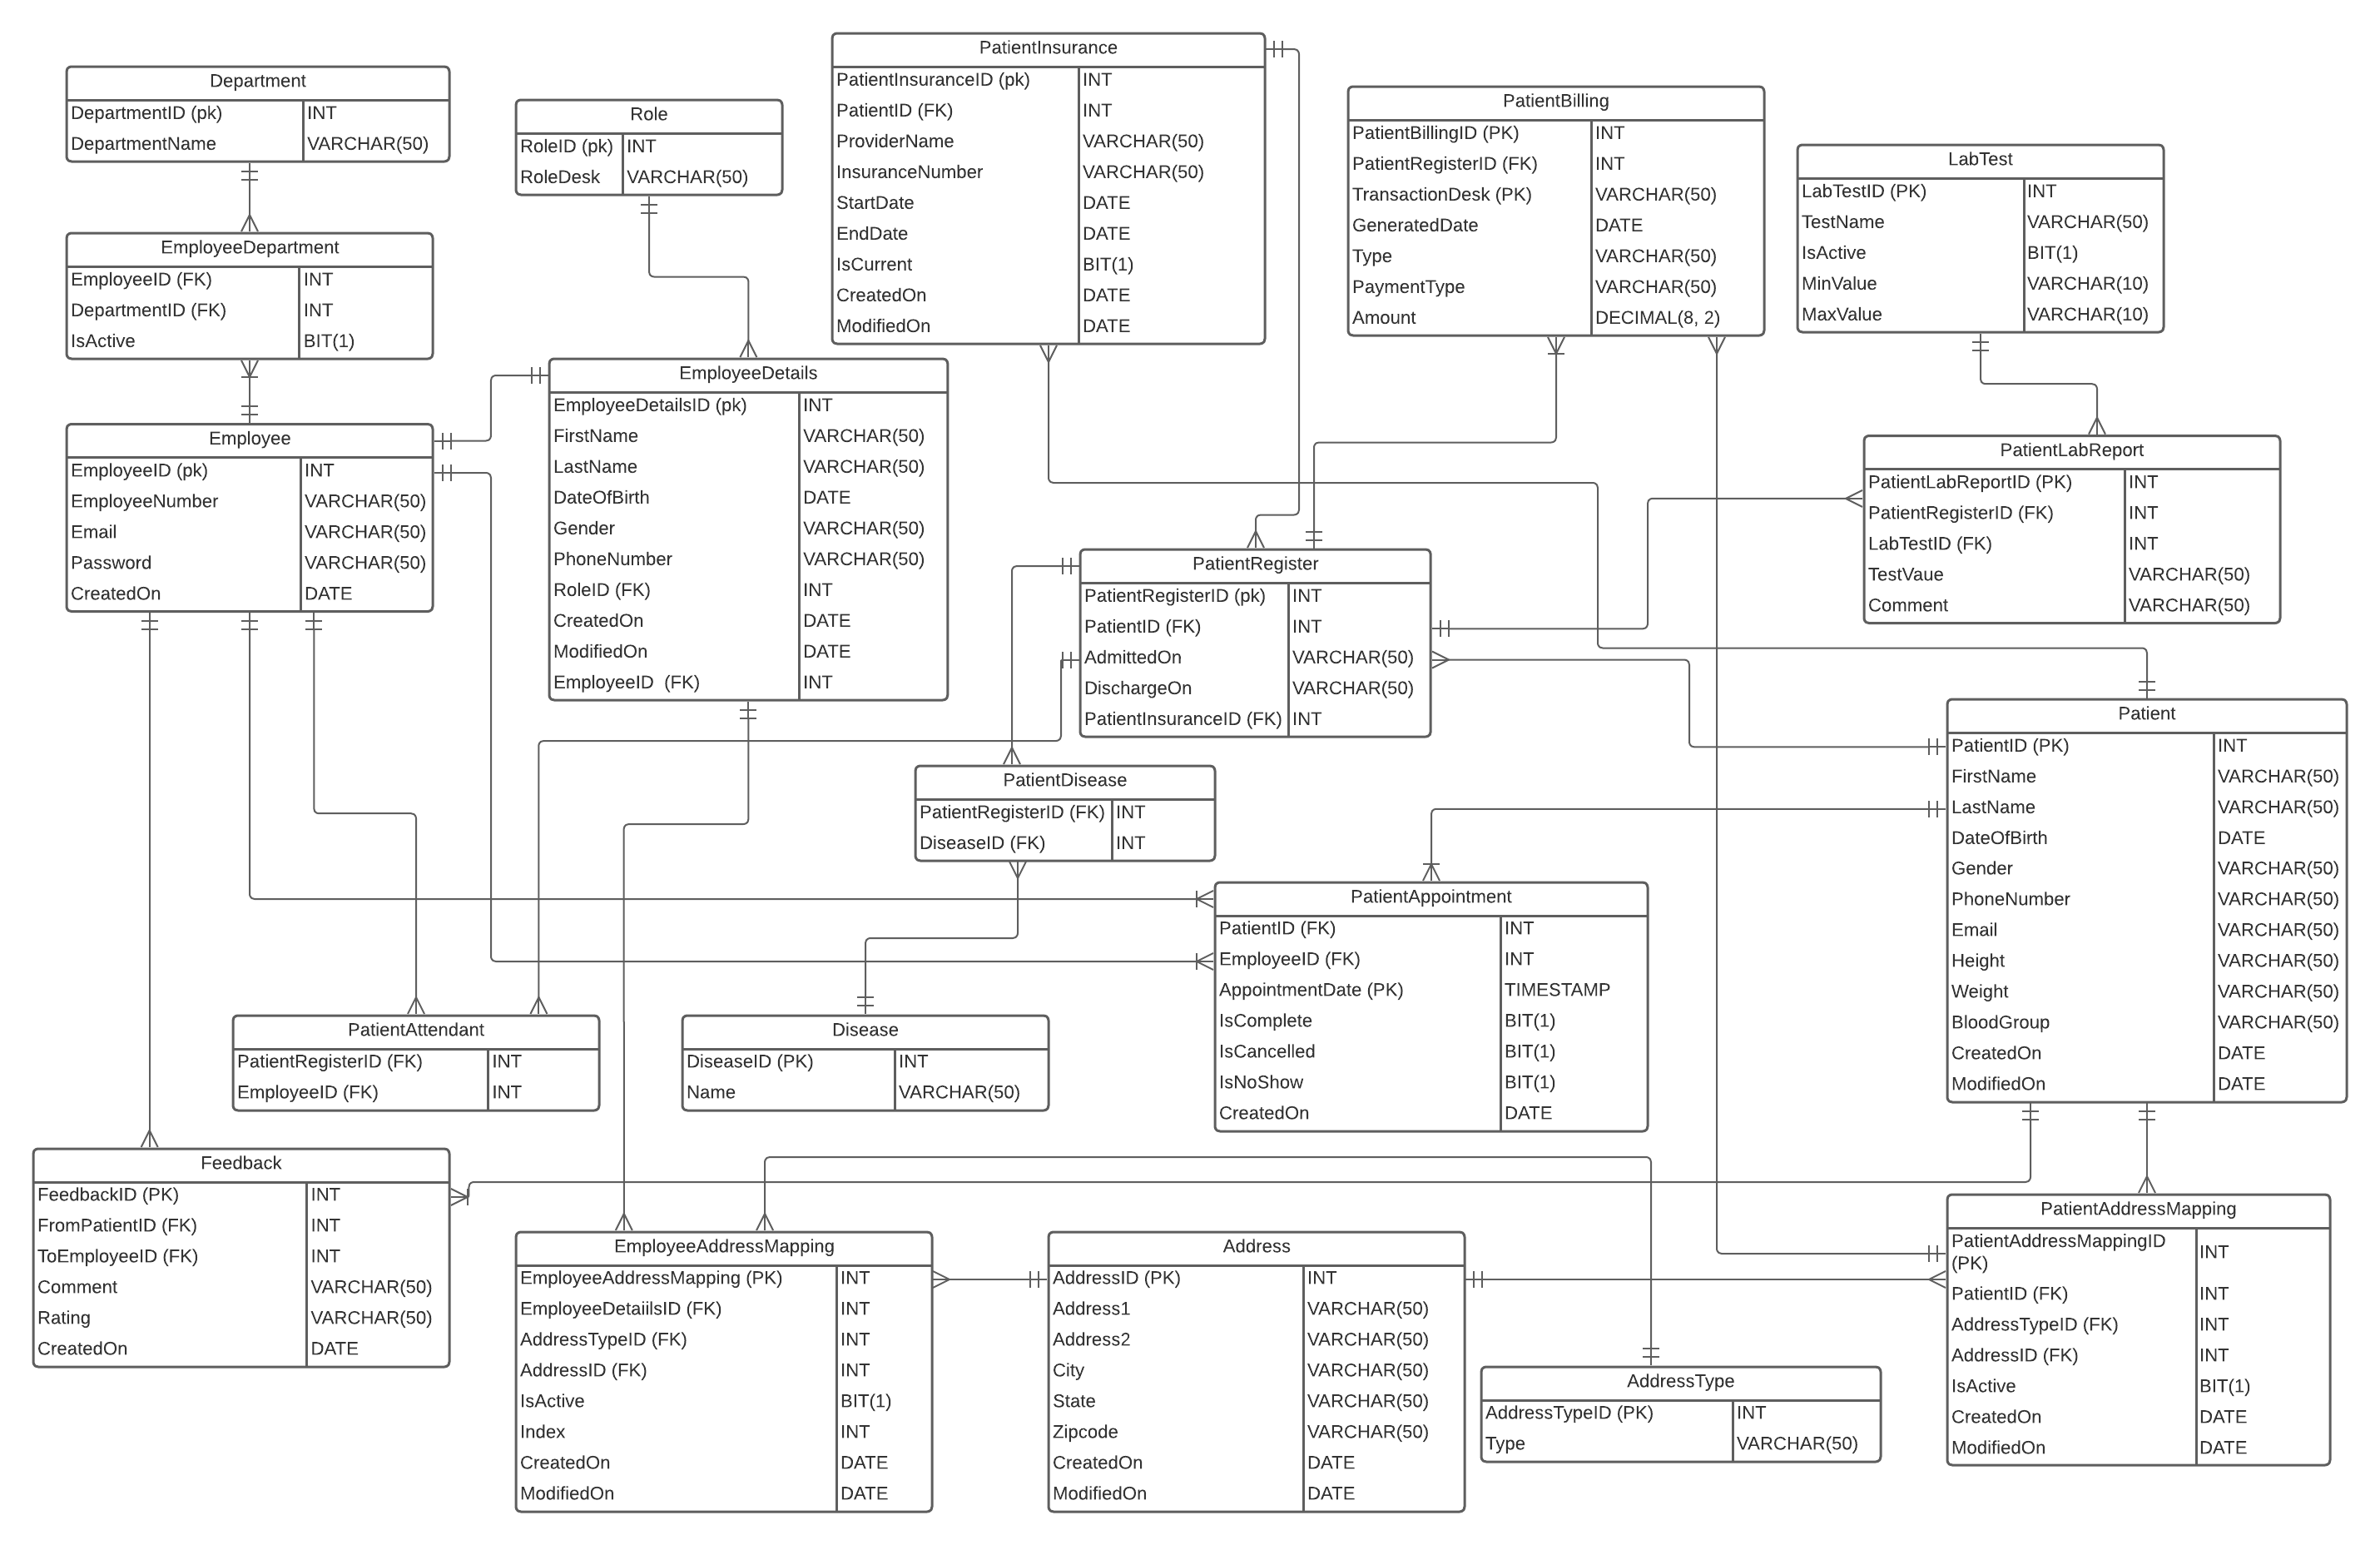 Department
DepartmentID (pk) INT
DepartmentName VARCHAR(50)
Role
RoleID (pk) INT
RoleDesk VARCHAR(50)
PatientInsurance
PatientInsuranceID (pk) INT
PatientID (FK) INT
ProviderName VARCHAR(50)
InsuranceNumber VARCHAR(50)
StartDate DATE
EndDate DATE
IsCurrent BIT(1)
CreatedOn DATE
ModifiedOn DATE
PatientBilling
PatientBillingID (PK) INT
PatientRegisterID (FK) INT
TransactionDesk (PK) VARCHAR(50)
GeneratedDate DATE
Type VARCHAR(50)
PaymentType VARCHAR(50)
Amount DECIMAL(8, 2)
LabTest
LabTestID (PK) INT
TestName VARCHAR(50)
IsActive BIT(1)
MinValue VARCHAR(10)
MaxValue VARCHAR(10)
EmployeeDepartment
EmployeeID (FK) INT
DepartmentID (FK) INT
IsActive BIT(1)
Employee
EmployeeID (pk) INT
EmployeeNumber VARCHAR(50)
Email VARCHAR(50)
Password VARCHAR(50)
CreatedOn DATE
EmployeeDetails
EmployeeDetailsID (pk) INT
FirstName VARCHAR(50)
LastName VARCHAR(50)
DateOfBirth DATE
Gender VARCHAR(50)
PhoneNumber VARCHAR(50)
RoleID (FK) INT
CreatedOn DATE
ModifiedOn DATE
EmployeeID (FK) INT
PatientRegister
PatientRegisterID (pk) INT
PatientID (FK) INT
AdmittedOn VARCHAR(50)
DischargeOn VARCHAR(50)
PatientInsuranceID (FK) INT
PatientLabReport
PatientLabReportID (PK) INT
PatientRegisterID (FK) INT
LabTestID (FK) INT
TestVaue VARCHAR(50)
Comment VARCHAR(50)
Patient
PatientID (PK) INT
FirstName VARCHAR(50)
LastName VARCHAR(50)
DateOfBirth DATE
Gender VARCHAR(50)
PhoneNumber VARCHAR(50)
Email VARCHAR(50)
Height VARCHAR(50)
Weight VARCHAR(50)
BloodGroup VARCHAR(50)
CreatedOn DATE
ModifiedOn DATE
PatientDisease
PatientRegisterID (FK) INT
DiseaseID (FK) INT
PatientAppointment
PatientID (FK) INT
EmployeeID (FK) INT
AppointmentDate (PK) TIMESTAMP
IsComplete BIT(1)
IsCancelled BIT(1)
IsNoShow BIT(1)
CreatedOn DATE
PatientAttendant
PatientRegisterID (FK) INT
EmployeeID (FK) INT
Disease
DiseaseID (PK) INT
Name VARCHAR(50)
Feedback
FeedbackID (PK) INT
FromPatientID (FK) INT
ToEmployeeID (FK) INT
Comment VARCHAR(50)
Rating VARCHAR(50)
CreatedOn DATE
EmployeeAddressMapping
EmployeeAddressMapping (PK) INT
EmployeeDetaiilsID (FK) INT
AddressTypeID (FK) INT
AddressID (FK) INT
IsActive BIT(1)
Index INT
CreatedOn DATE
ModifiedOn DATE
Address
AddressID (PK) INT
Address1 VARCHAR(50)
Address2 VARCHAR(50)
City VARCHAR(50)
State VARCHAR(50)
Zipcode VARCHAR(50)
CreatedOn DATE
ModifiedOn DATE
AddressType
AddressTypeID (PK) INT
Type VARCHAR(50)
PatientAddressMapping
PatientAddressMappingID
(PK) INT
PatientID (FK) INT
AddressTypeID (FK) INT
AddressID (FK) INT
IsActive BIT(1)
CreatedOn DATE
ModifiedOn DATE